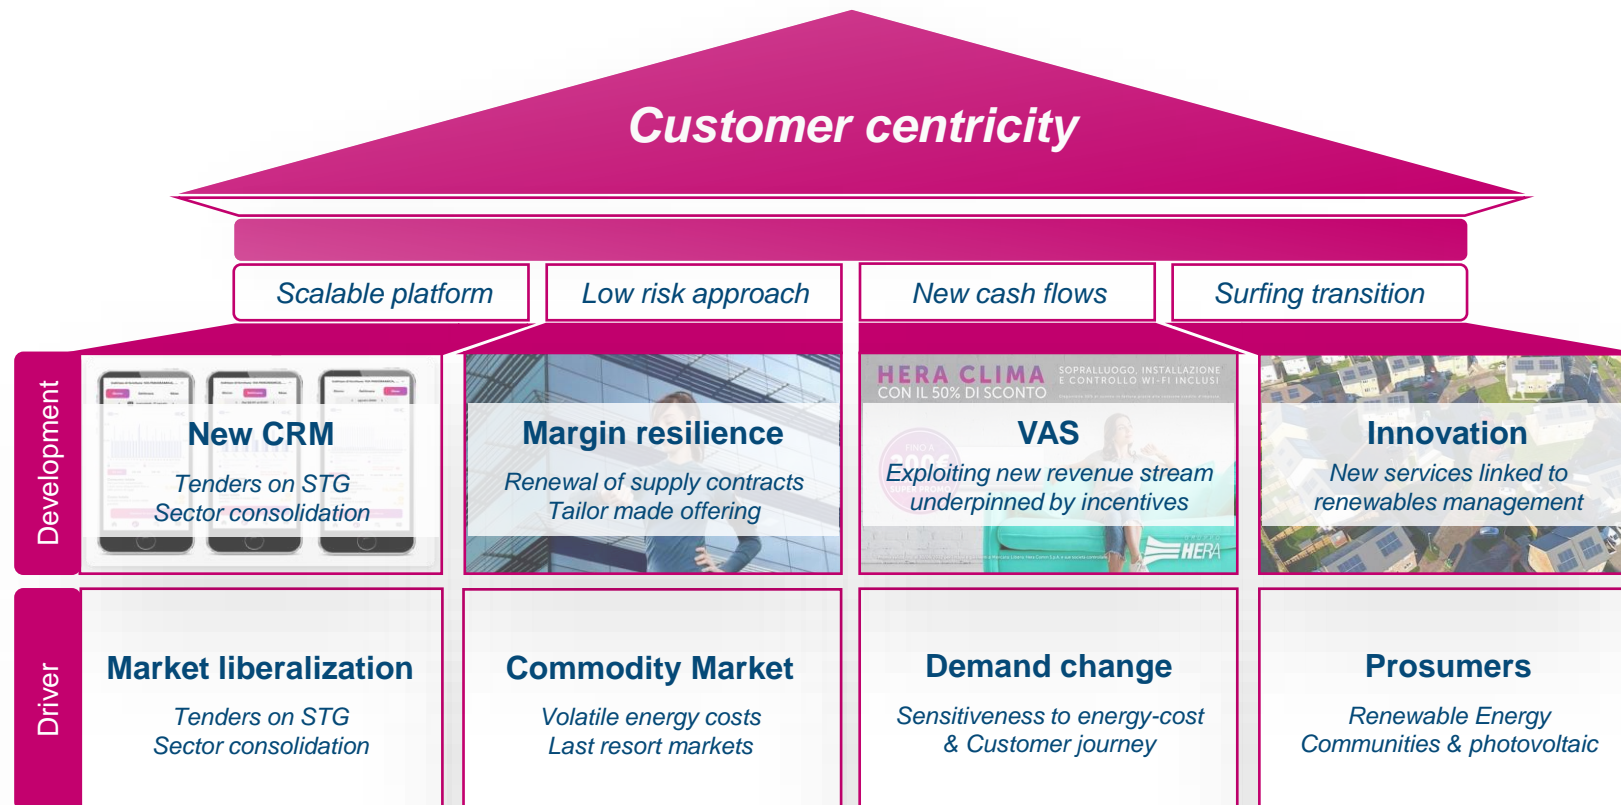 Customer centricity
Scalable platform
Low risk approach
New cash flows
Surfing transition
Development
New CRM
Tenders on STG
Sector consolidation
Margin resilience
Renewal of supply contracts
Tailor made offering
HERA CLIMA
CON IL 50% DI SCONTO
SOPRALLUOGO, INSTALLAZIONE
E CONTROLLO WI-FI INCLUSI
VAS
Exploiting new revenue stream
underpinned by incentives
FINO A
SUPER PROMO
GRUPPO
HERA
Innovation
New services linked to
renewables management
Driver
Market liberalization
Tenders on STG
Sector consolidation
Commodity Market
Volatile energy costs
Last resort markets
Demand change
Sensitiveness to energy-cost
& Customer journey
Prosumers
Renewable Energy
Communities & photovoltaic